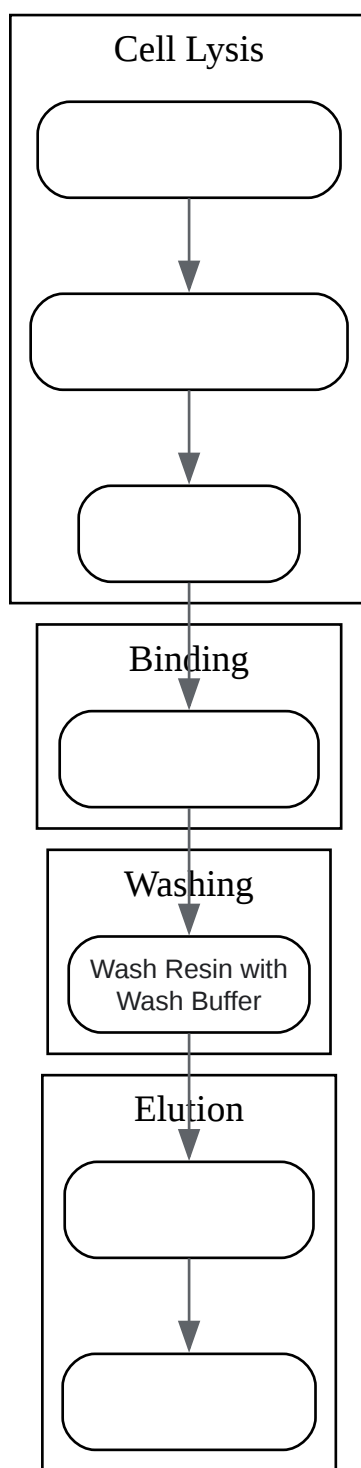 Cell Lysis
Binding
Washing
Wash Resin with
Wash Buffer
Elution